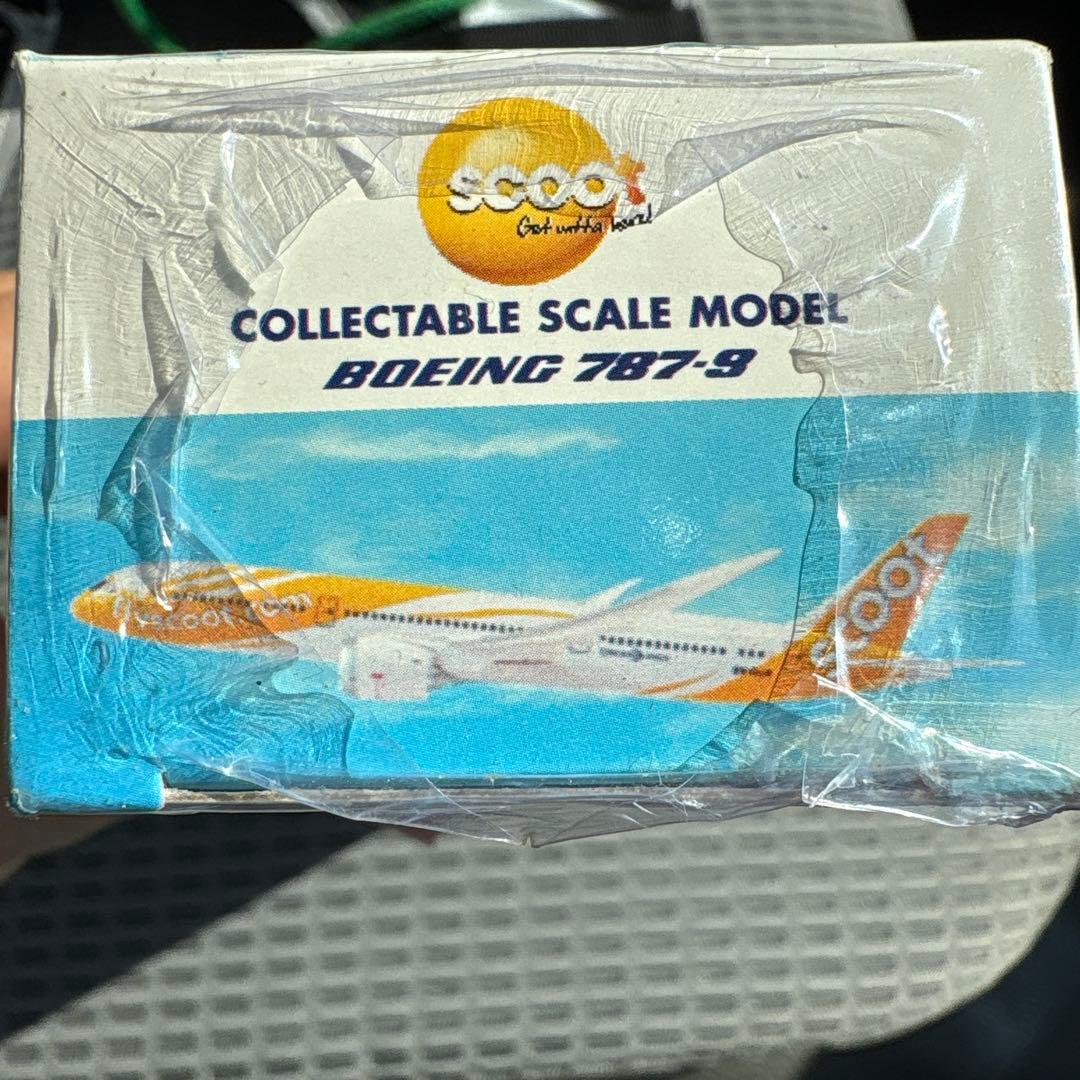 scoot
Get outta here!
COLLECTABLE SCALE MODEL
BOEING 787-9
flyscoot.com
scoot